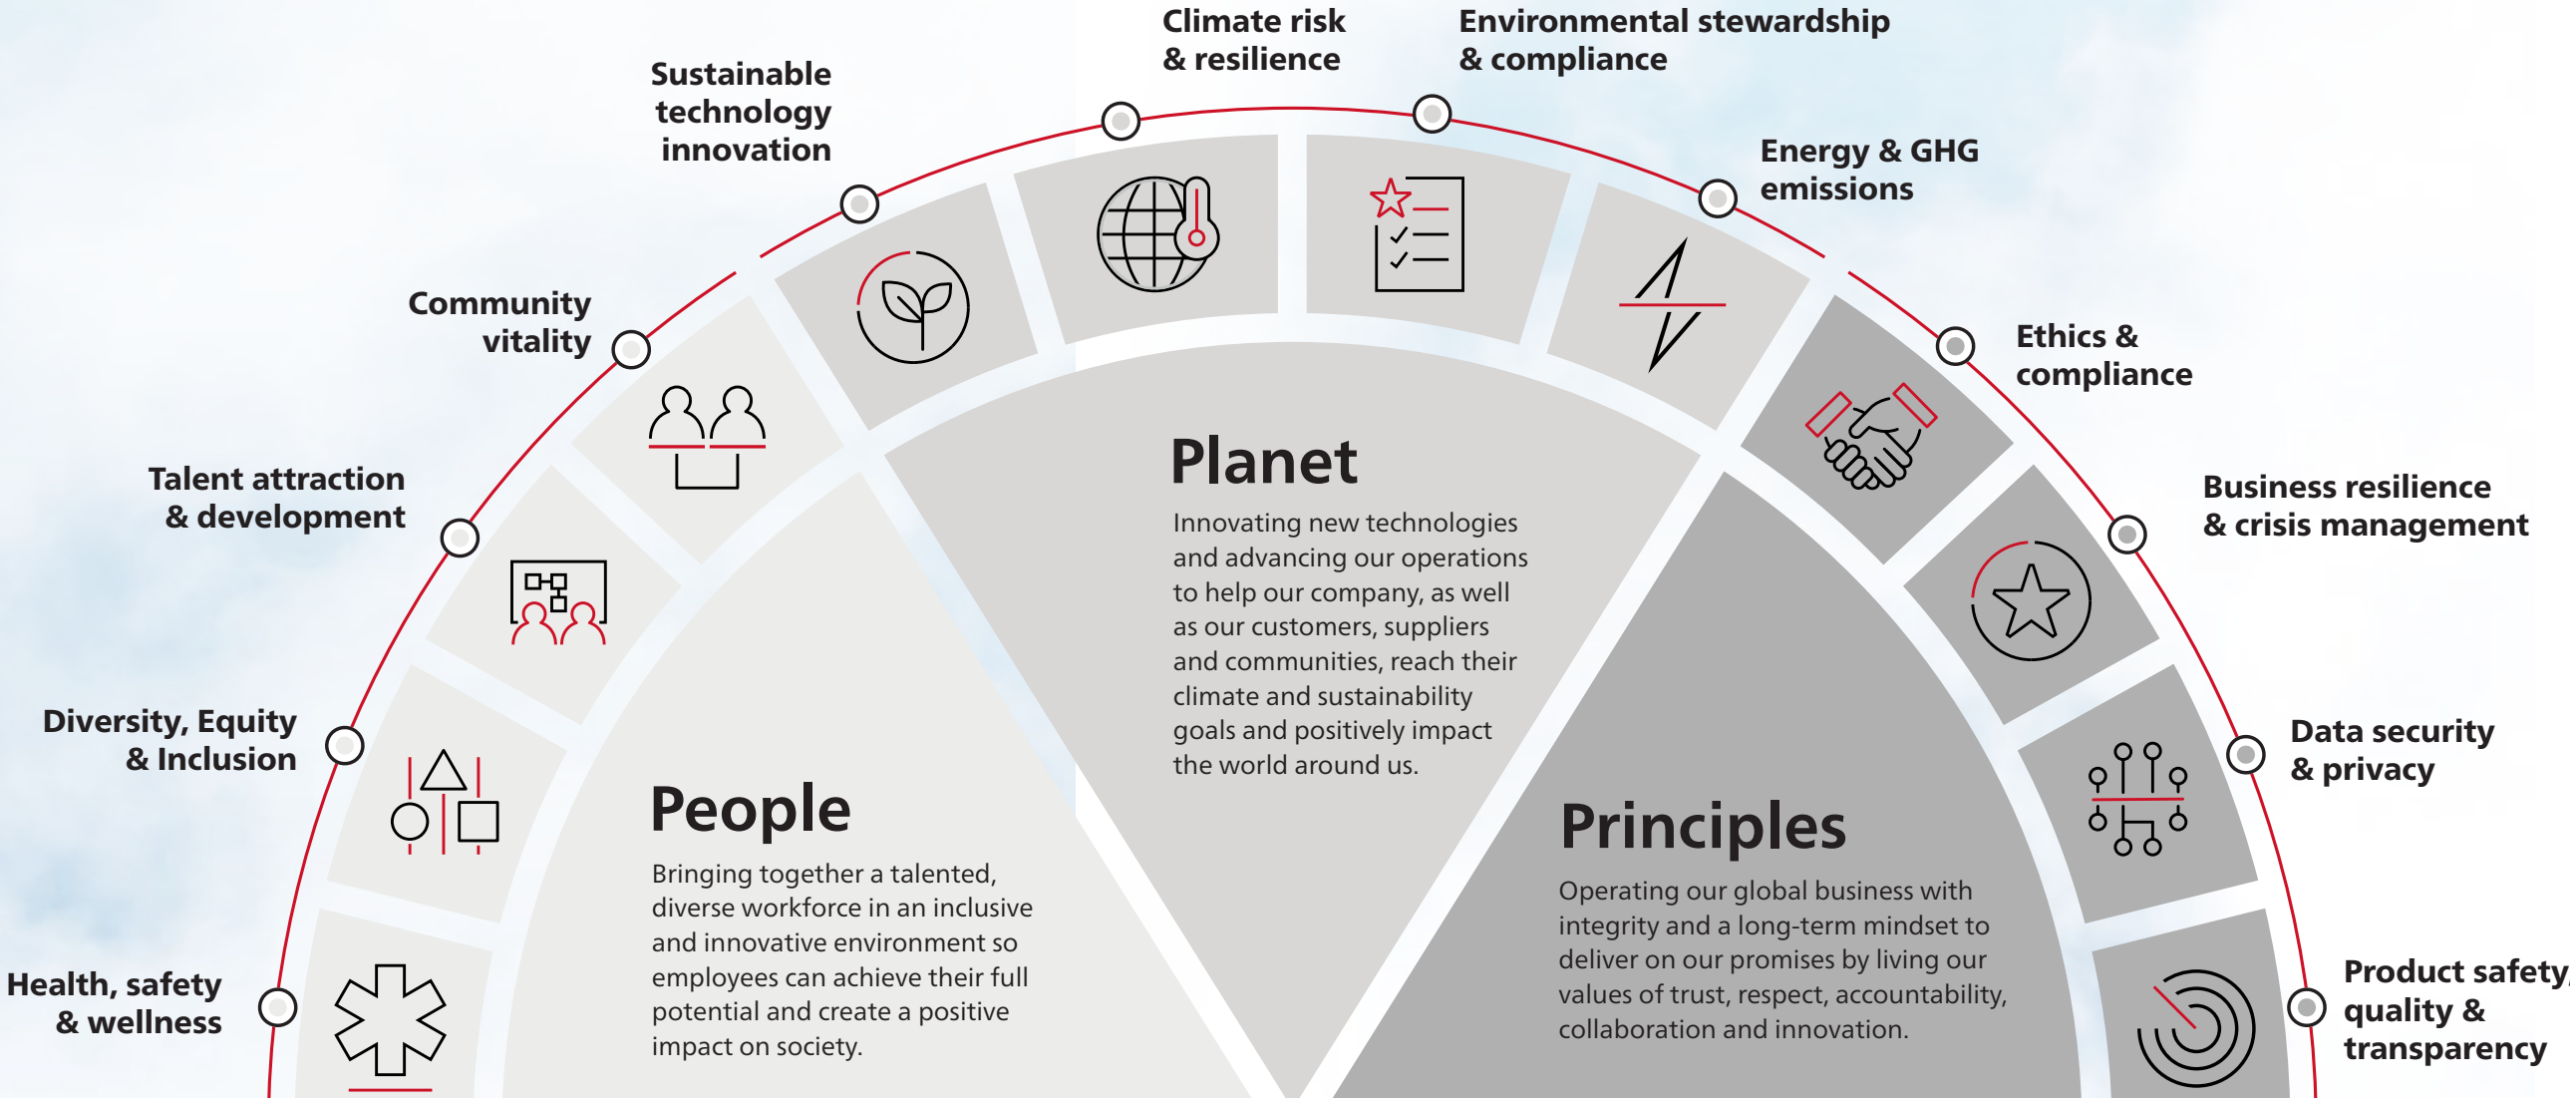 Climate risk
& resilience
Environmental stewardship
& compliance
Sustainable
technology
innovation
Energy & GHG
emissions
Community
vitality
Ethics &
compliance
Talent attraction
& development
Business resilience
& crisis management
Diversity, Equity
& Inclusion
Data security
& privacy
Health, safety
& wellness
Product safety,
quality &
transparency
Planet
Innovating new technologies
and advancing our operations
to help our company, as well
as our customers, suppliers
and communities, reach their
climate and sustainability
goals and positively impact
the world around us.
People
Bringing together a talented,
diverse workforce in an inclusive
and innovative environment so
employees can achieve their full
potential and create a positive
impact on society.
Principles
Operating our global business with
integrity and a long-term mindset to
deliver on our promises by living our
values of trust, respect, accountability,
collaboration and innovation.